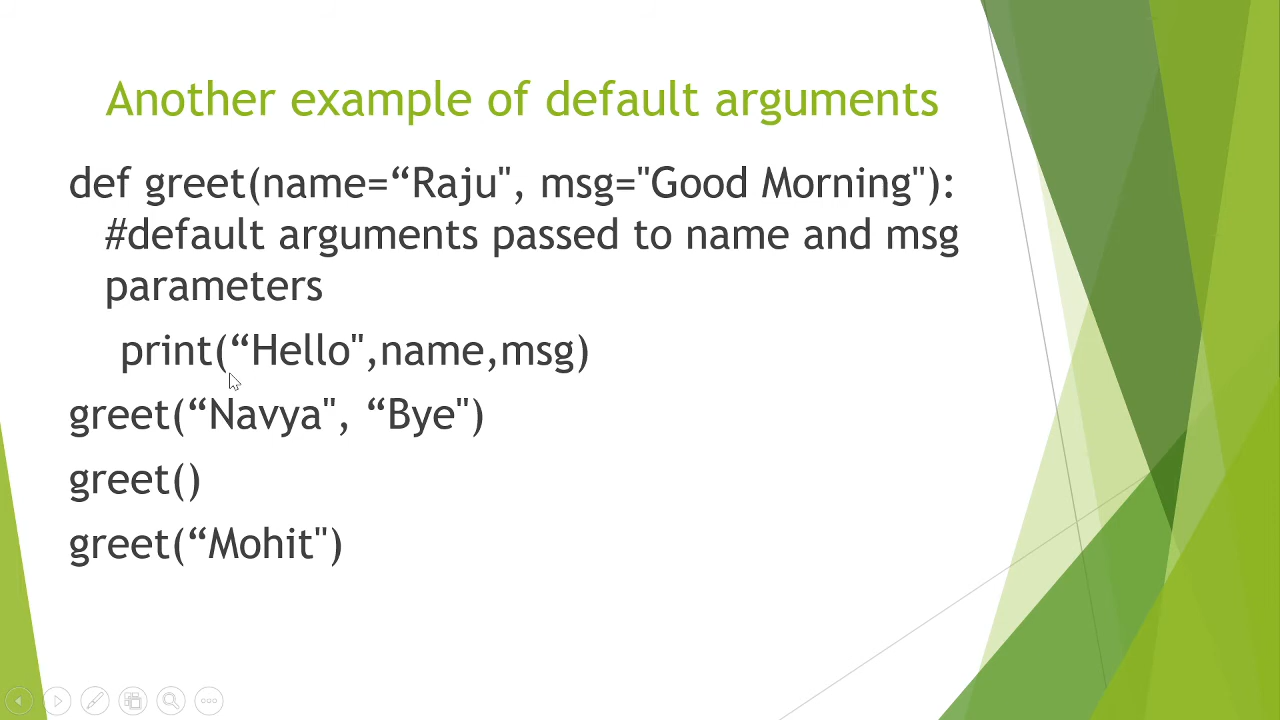 Another example of default arguments
def greet(name=“Raju", msg="Good Morning"):
#default arguments passed to name and msg
parameters
print(“Hello",name,msg)
greet(“Navya", “Bye")
greet()
greet(“Mohit")